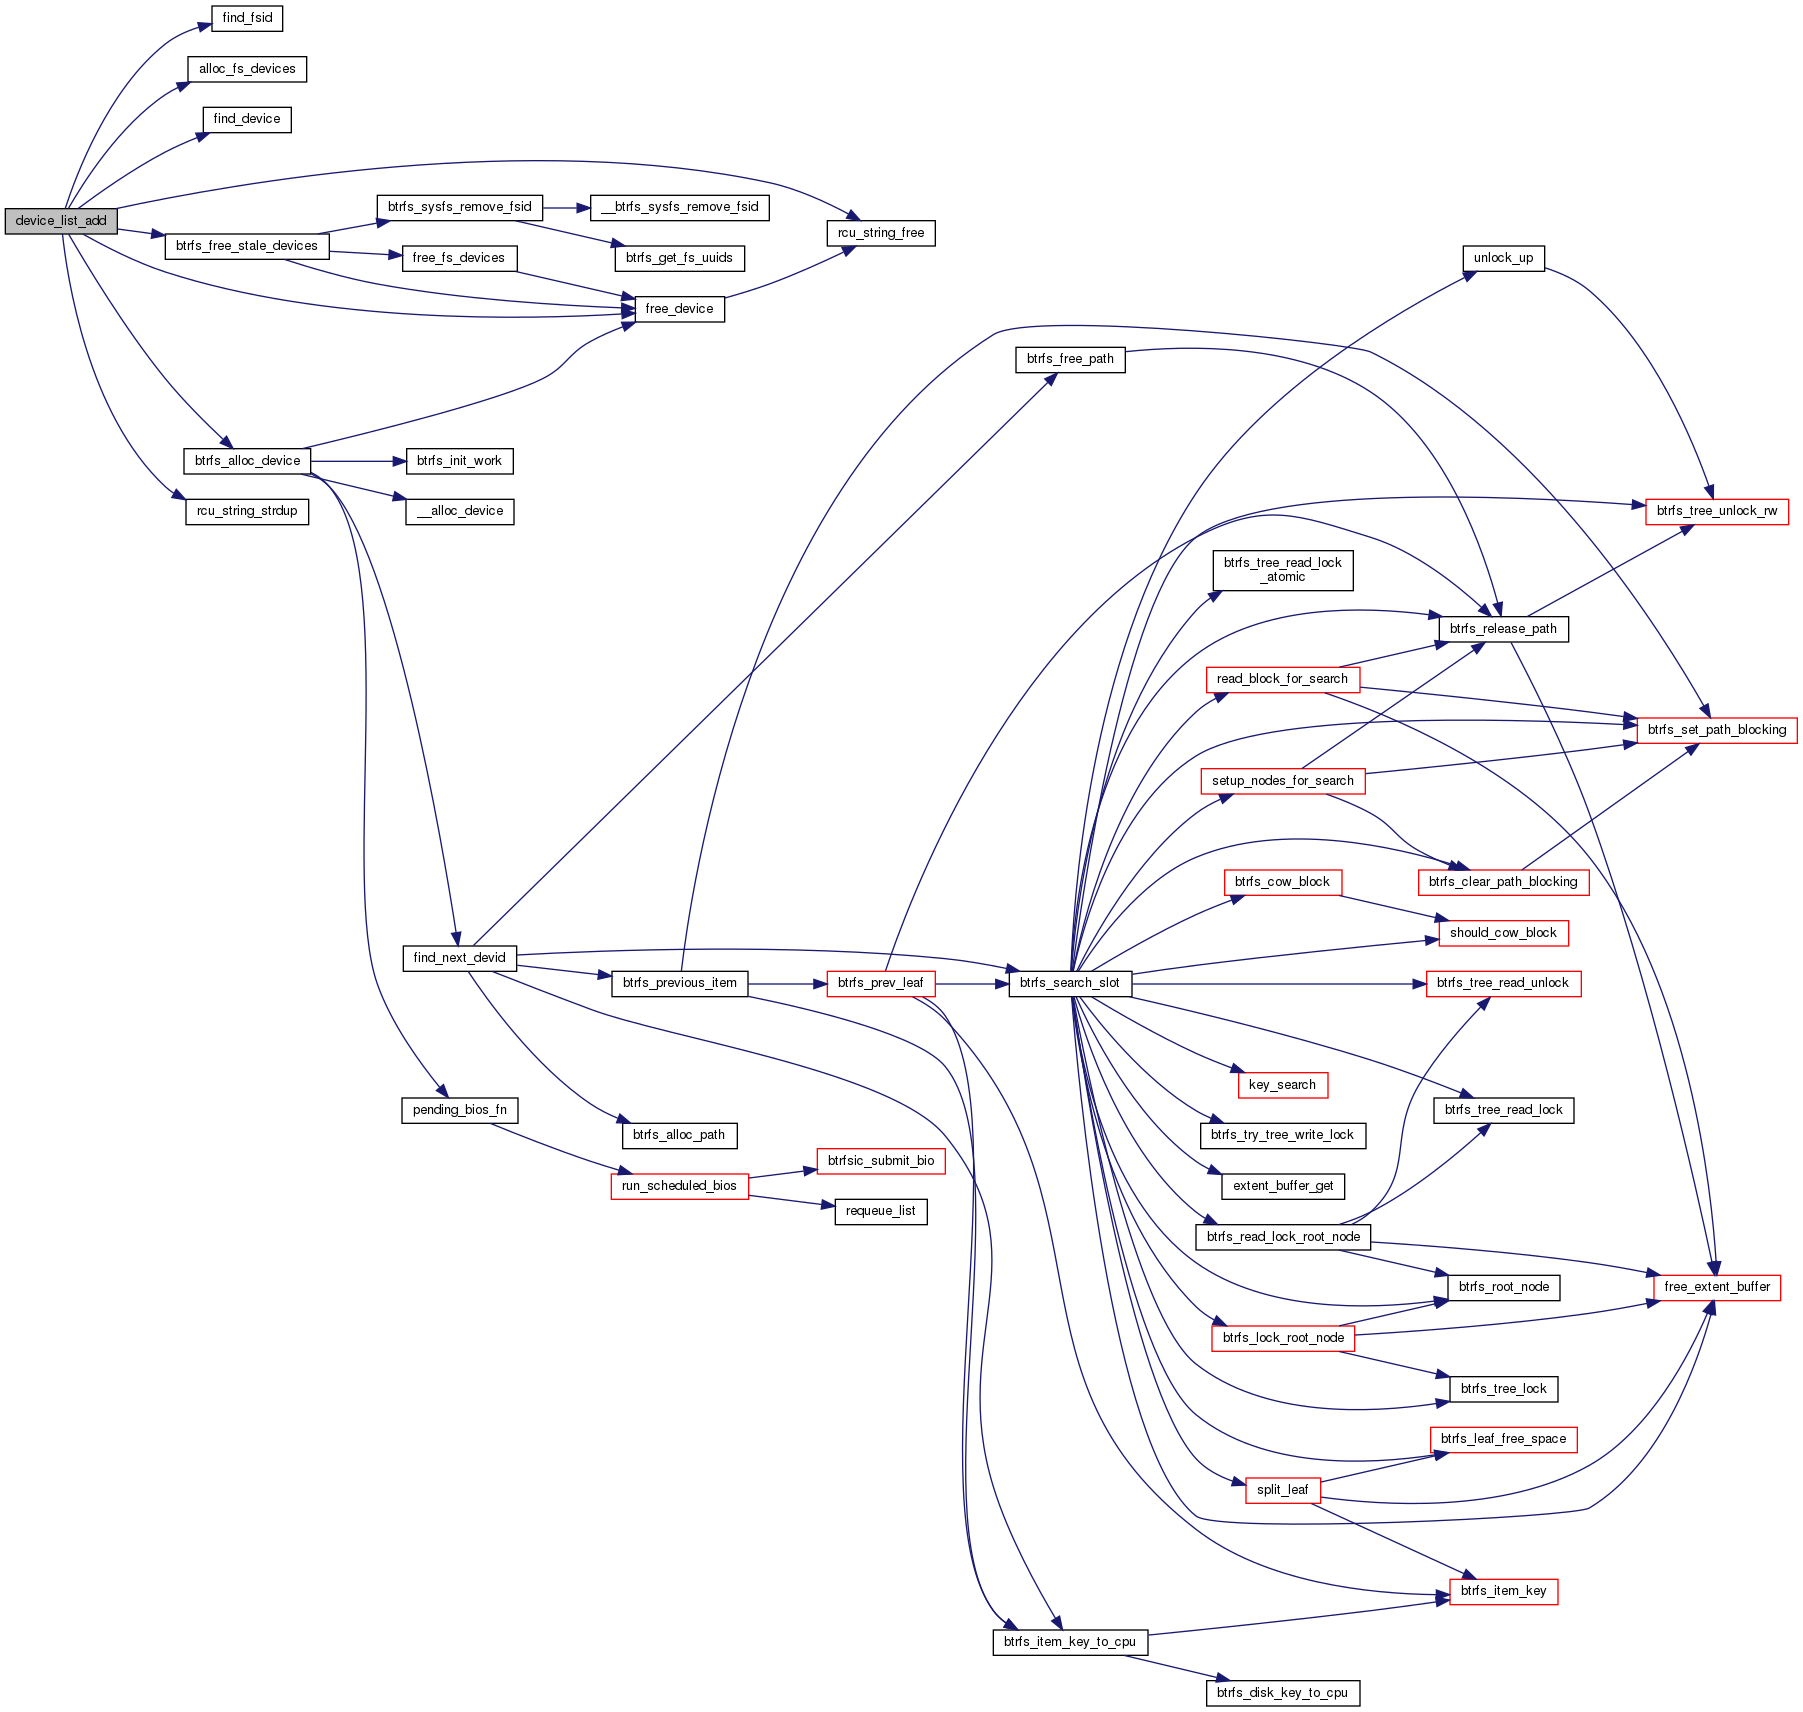 find_fsid
alloc_fs_devices
find_device
device_list_add
btrfs_sysfs_remove_fsid
__btrfs_sysfs_remove_fsid
rcu_string_free
btrfs_free_stale_devices
free_fs_devices
btrfs_get_fs_uuids
unlock_up
free_device
btrfs_free_path
btrfs_alloc_device
btrfs_init_work
rcu_string_strdup
__alloc_device
btrfs_tree_unlock_rw
btrfs_tree_read_lock
_atomic
btrfs_release_path
read_block_for_search
btrfs_set_path_blocking
setup_nodes_for_search
btrfs_cow_block
btrfs_clear_path_blocking
should_cow_block
find_next_devid
btrfs_previous_item
btrfs_prev_leaf
btrfs_search_slot
btrfs_tree_read_unlock
key_search
pending_bios_fn
btrfs_tree_read_lock
btrfs_alloc_path
btrfs_try_tree_write_lock
btrfsic_submit_bio
run_scheduled_bios
extent_buffer_get
requeue_list
btrfs_read_lock_root_node
btrfs_root_node
free_extent_buffer
btrfs_lock_root_node
btrfs_tree_lock
btrfs_leaf_free_space
split_leaf
btrfs_item_key
btrfs_item_key_to_cpu
btrfs_disk_key_to_cpu